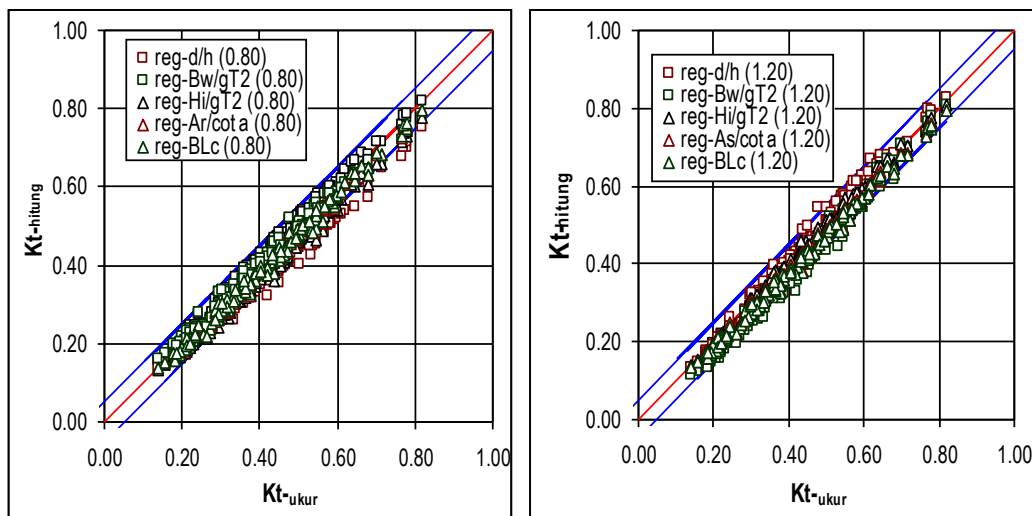 1.00
0.80
0.60
0.40
0.20
0.00
Kt-hitung
reg-d/h (0.80)
reg-Bw/gT2 (0.80)
reg-Hi/gT2 (0.80)
reg-Ar/cota (0.80)
reg-BLc (0.80)
0.00 0.20 0.40 0.60 0.80 1.00
Kt-ukur
1.00
0.80
0.60
0.40
0.20
0.00
Kt-hitung
reg-d/h (1.20)
reg-Bw/gT2 (1.20)
reg-Hi/gT2 (1.20)
reg-As/cota (1.20)
reg-BLc (1.20)
0.00 0.20 0.40 0.60 0.80 1.00
Kt-ukur